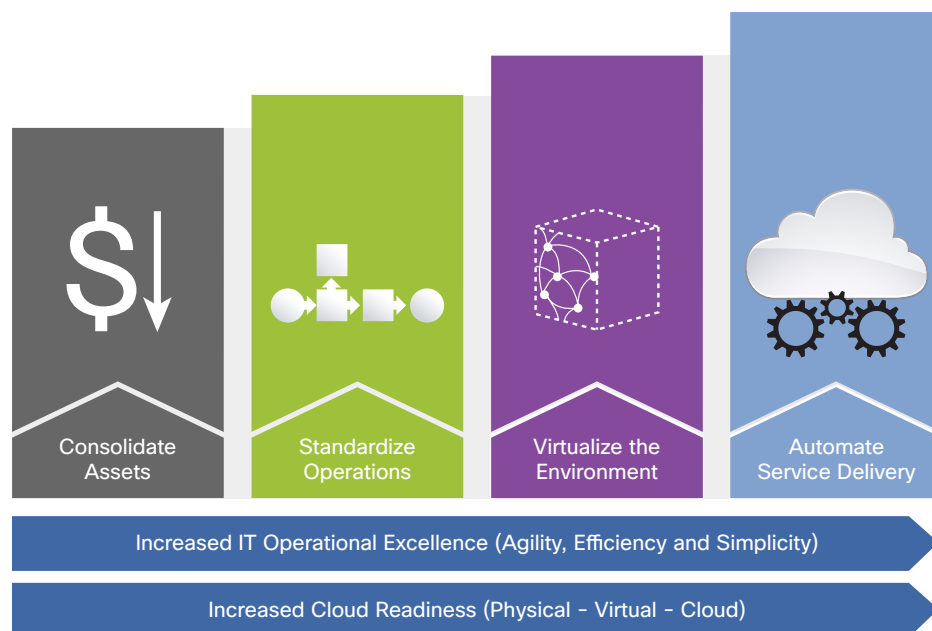 $
Consolidate
Assets
Standardize
Operations
Virtualize the
Environment
Automate
Service Delivery
Increased IT Operational Excellence (Agility, Efficiency and Simplicity)
Increased Cloud Readiness (Physical - Virtual - Cloud)